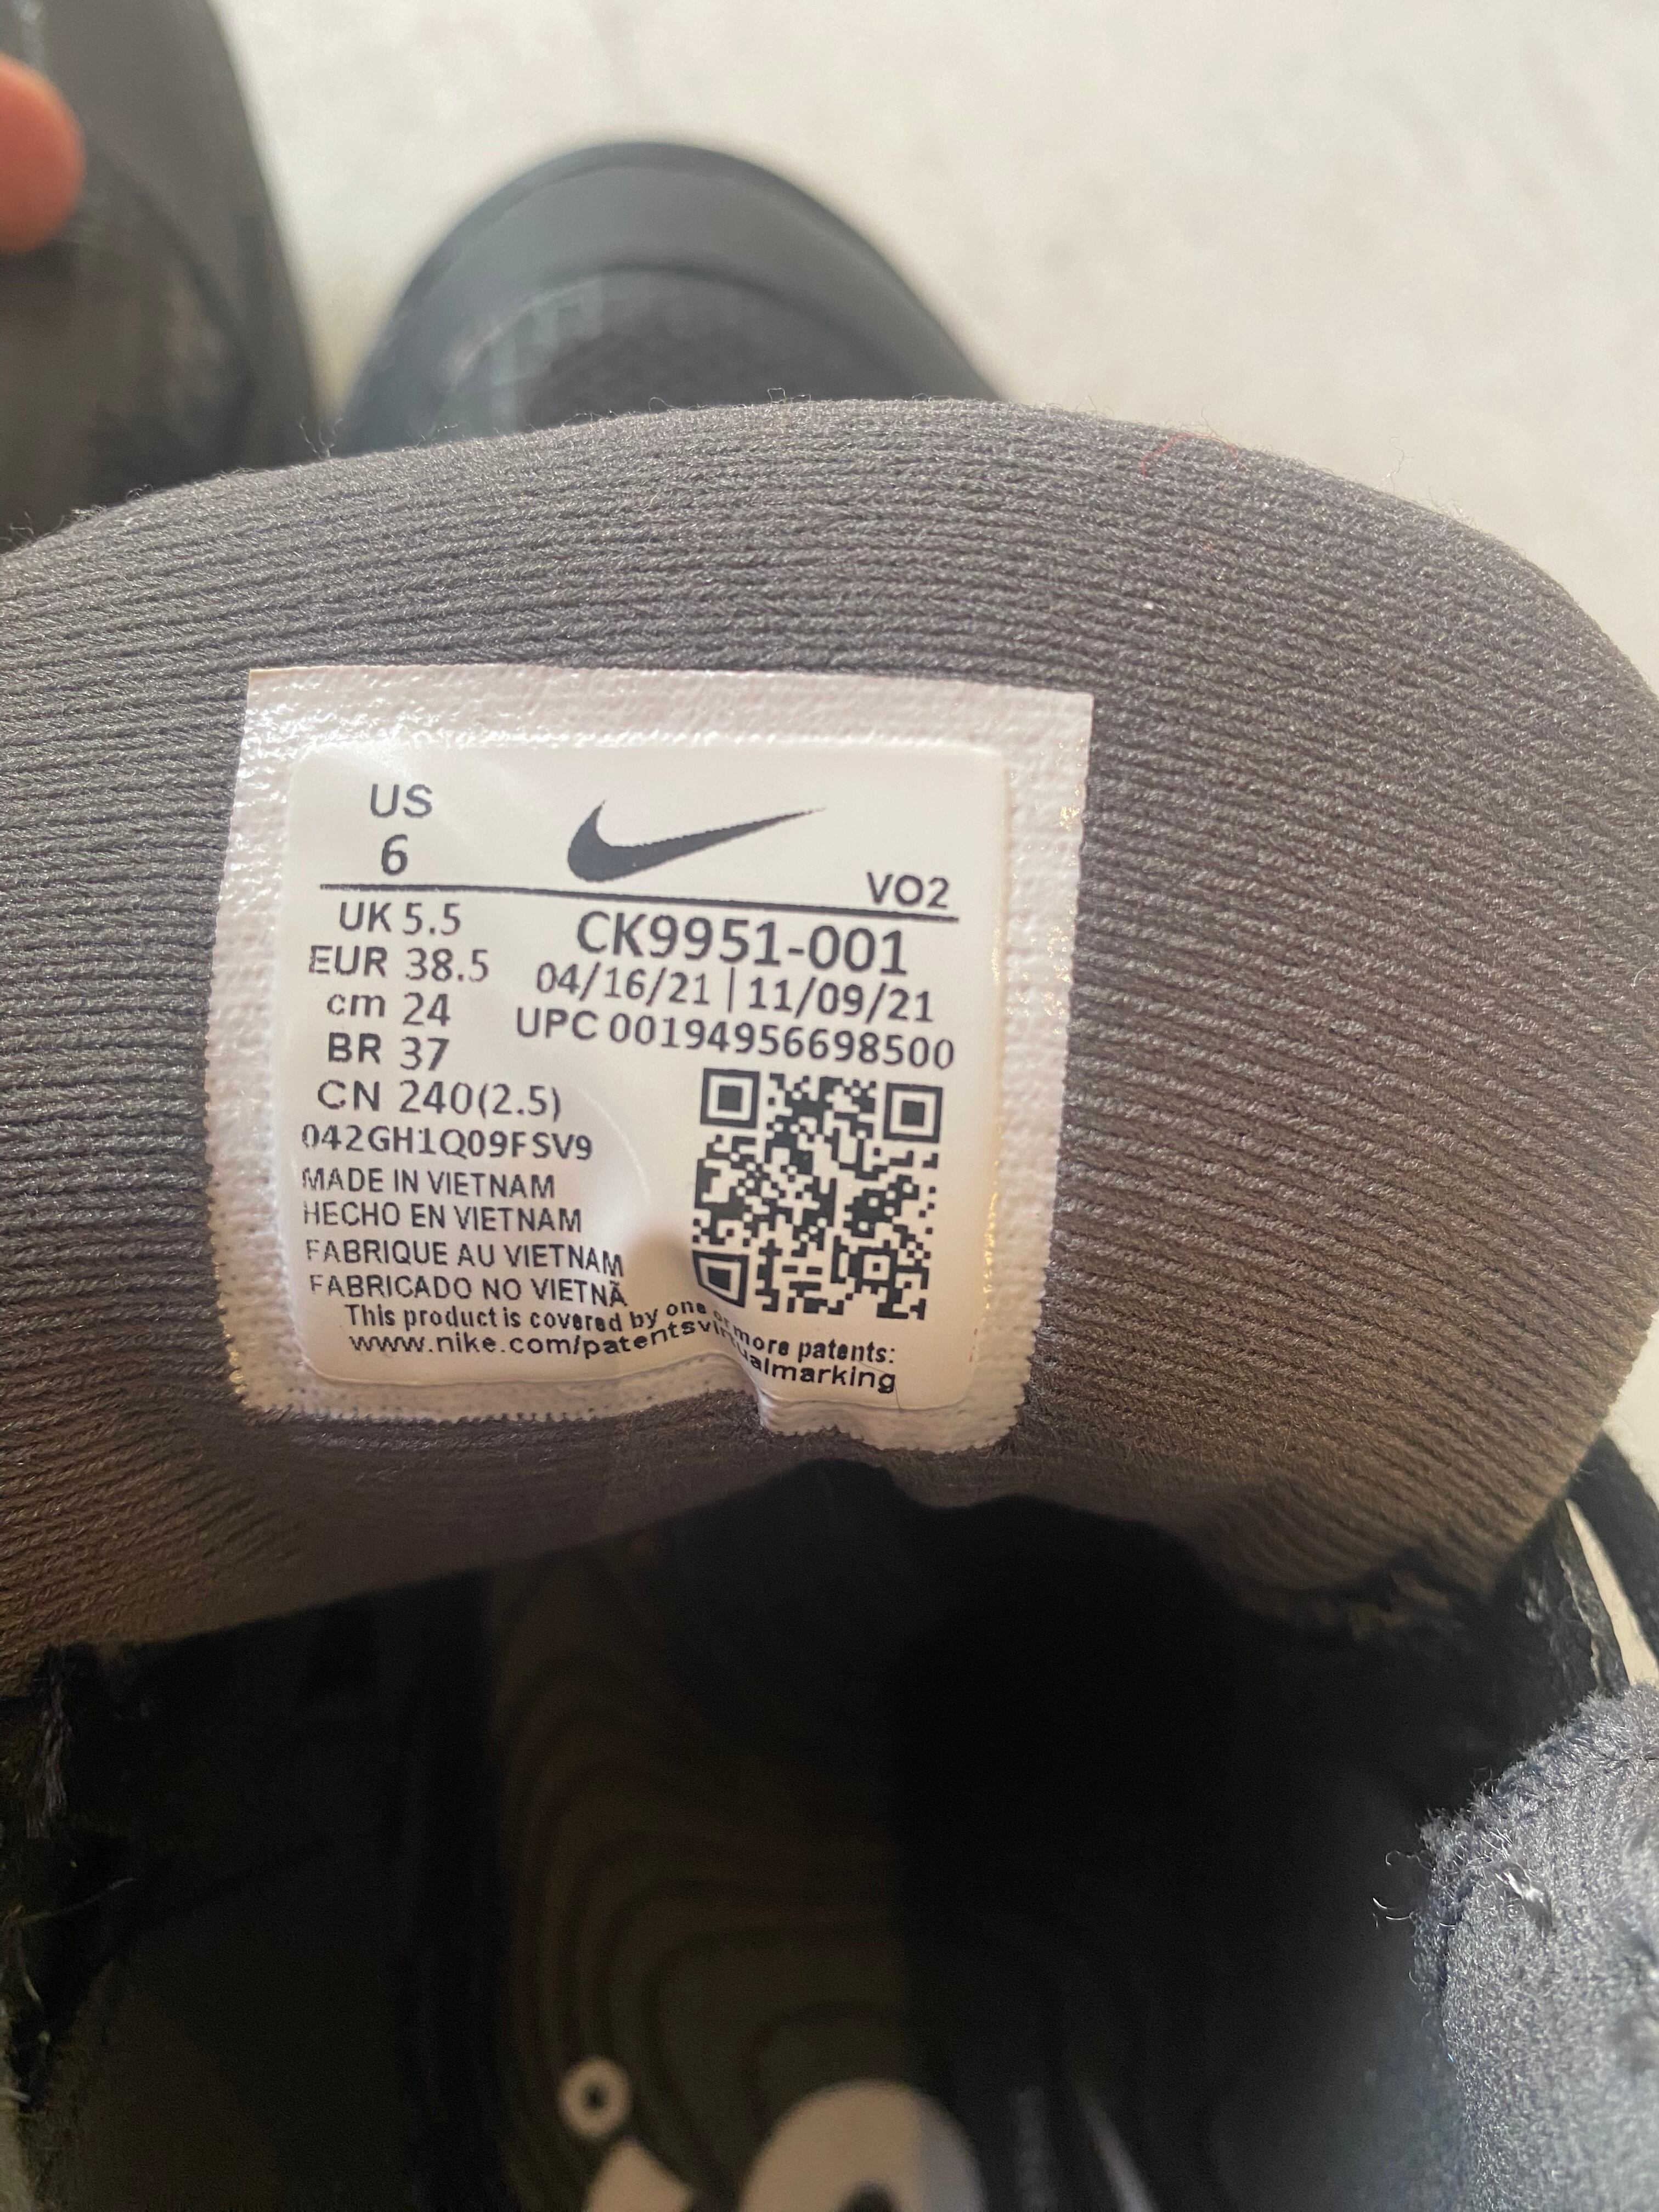 US
6
VO2
UK 5.5
CK9951-001
EUR 38.5
04/16/21 | 11/09/21
cm 24
UPC 00194956698500
BR 37
CN 240(2.5)
042GH1Q09FSV9
MADE IN VIETNAM
HECHO EN VIETNAM
FABRIQUE AU VIETNAM
FABRICADO NO VIETNÃ
This product is covered by one or more patents:
www.nike.com/patentsvirtualmarking